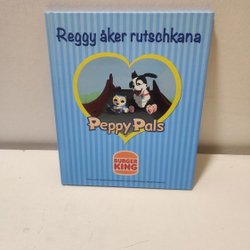 Reggy åker rutschkana
Peppy Pals
BURGER
KING